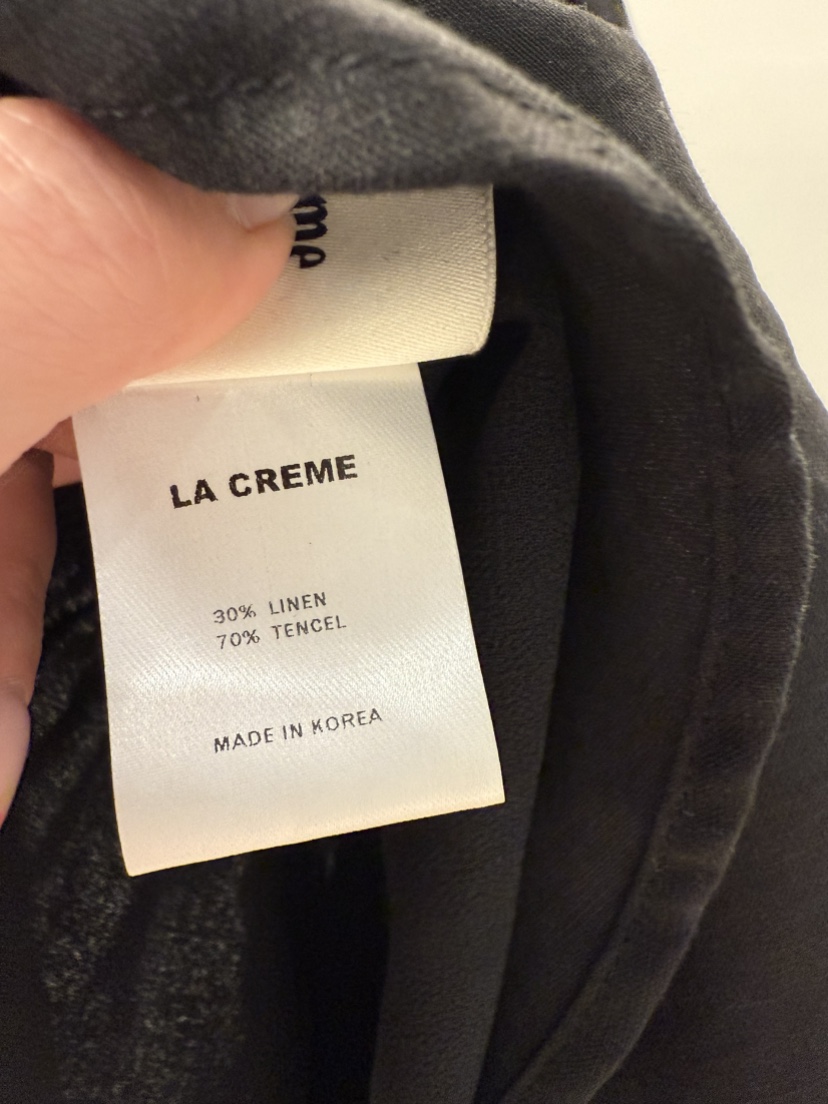 LA CREME
30% LINEN
70% TENCEL
MADE IN KOREA